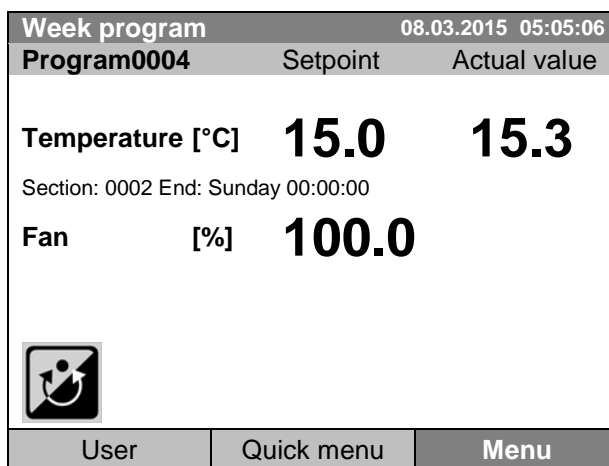 Week program 08.03.2015 05:05:06
Program0004 Setpoint Actual value
Temperature [°C] 15.0 15.3
Section: 0002 End: Sunday 00:00:00
Fan [%] 100.0
User Quick menu Menu